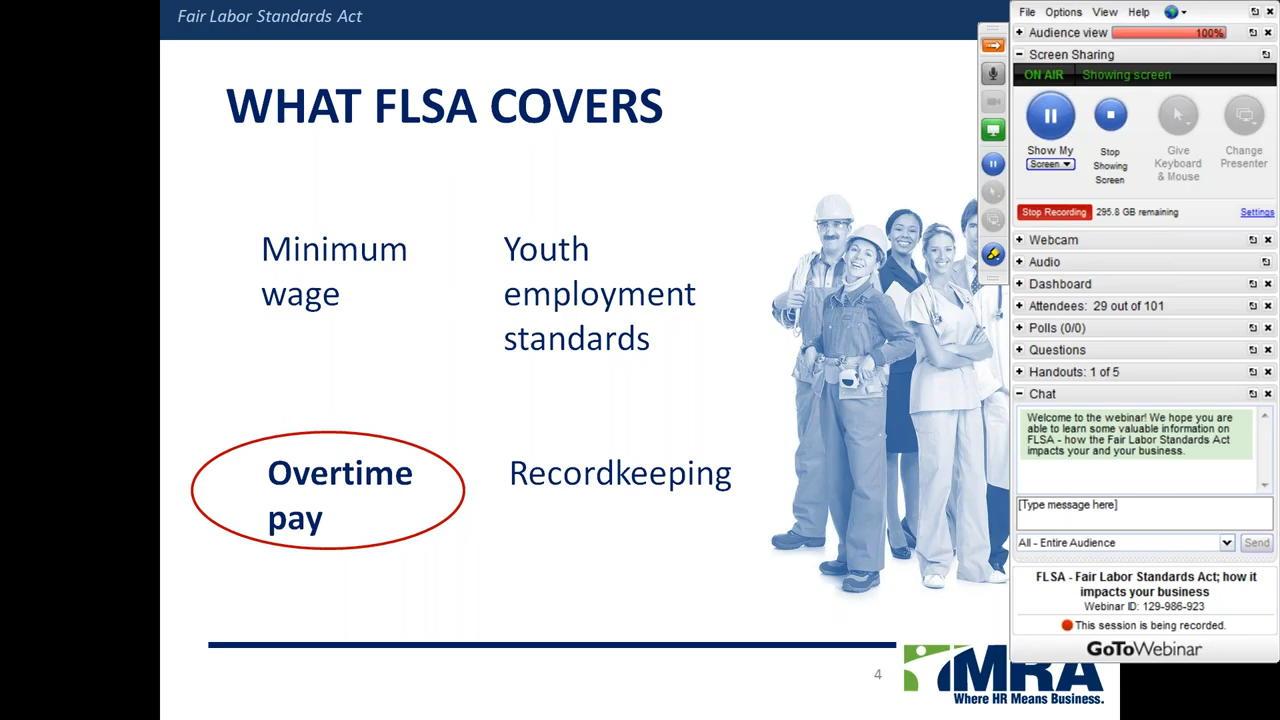 Fair Labor Standards Act
WHAT FLSA COVERS
Minimum
wage
Youth
employment
standards
Overtime
pay
Recordkeeping
4
MRA
Where HR Means Business.
File Options View Help
Audience view 100%
Screen Sharing
ON AIR Showing screen
Show My
Screen
Stop
Showing
Screen
Give
Keyboard
& Mouse
Change
Presenter
Stop Recording 295.8 GB remaining Settings
Webcam
Audio
Dashboard
Attendees: 29 out of 101
Polls (0/0)
Questions
Handouts: 1 of 5
Chat
Welcome to the webinar! We hope you are
able to learn some valuable information on
FLSA - how the Fair Labor Standards Act
impacts your and your business.
[Type message here]
All - Entire Audience Send
FLSA - Fair Labor Standards Act; how it
impacts your business
Webinar ID: 129-986-923
This session is being recorded.
GoToWebinar